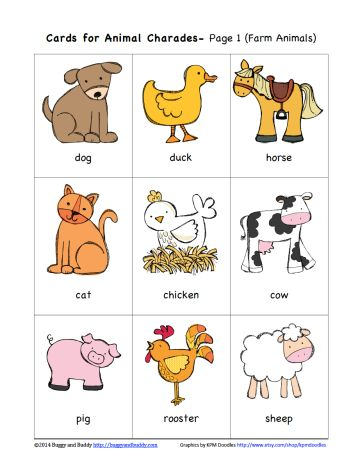 Cards for Animal Charades- Page 1 (Farm Animals)
dog duck horse
cat chicken cow
pig rooster sheep
©2014 Buggy and Buddy http://buggyandbuddy.com Graphics by KPM Doodles http://www.etsy.com/shop/kpmdoodles